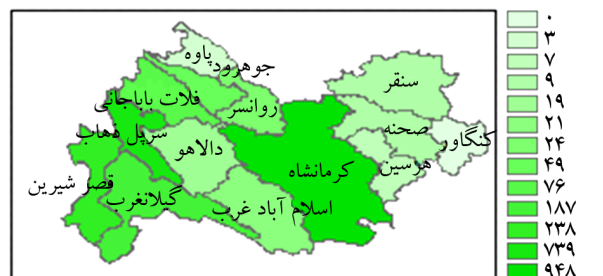 پاوه
جوهرود
فلات باباجانی
روانسر
سنقر
سرپل ذهاب
دالاهو
صحنه
کنگاور
هرسین
کرمانشاه
قصر شیرین
گیلانغرب
اسلام آباد غرب
۰
۳
۷
۹
۱۹
۲۱
۲۴
۴۹
۷۶
۱۸۷
۲۳۸
۷۳۹
۹۴۸